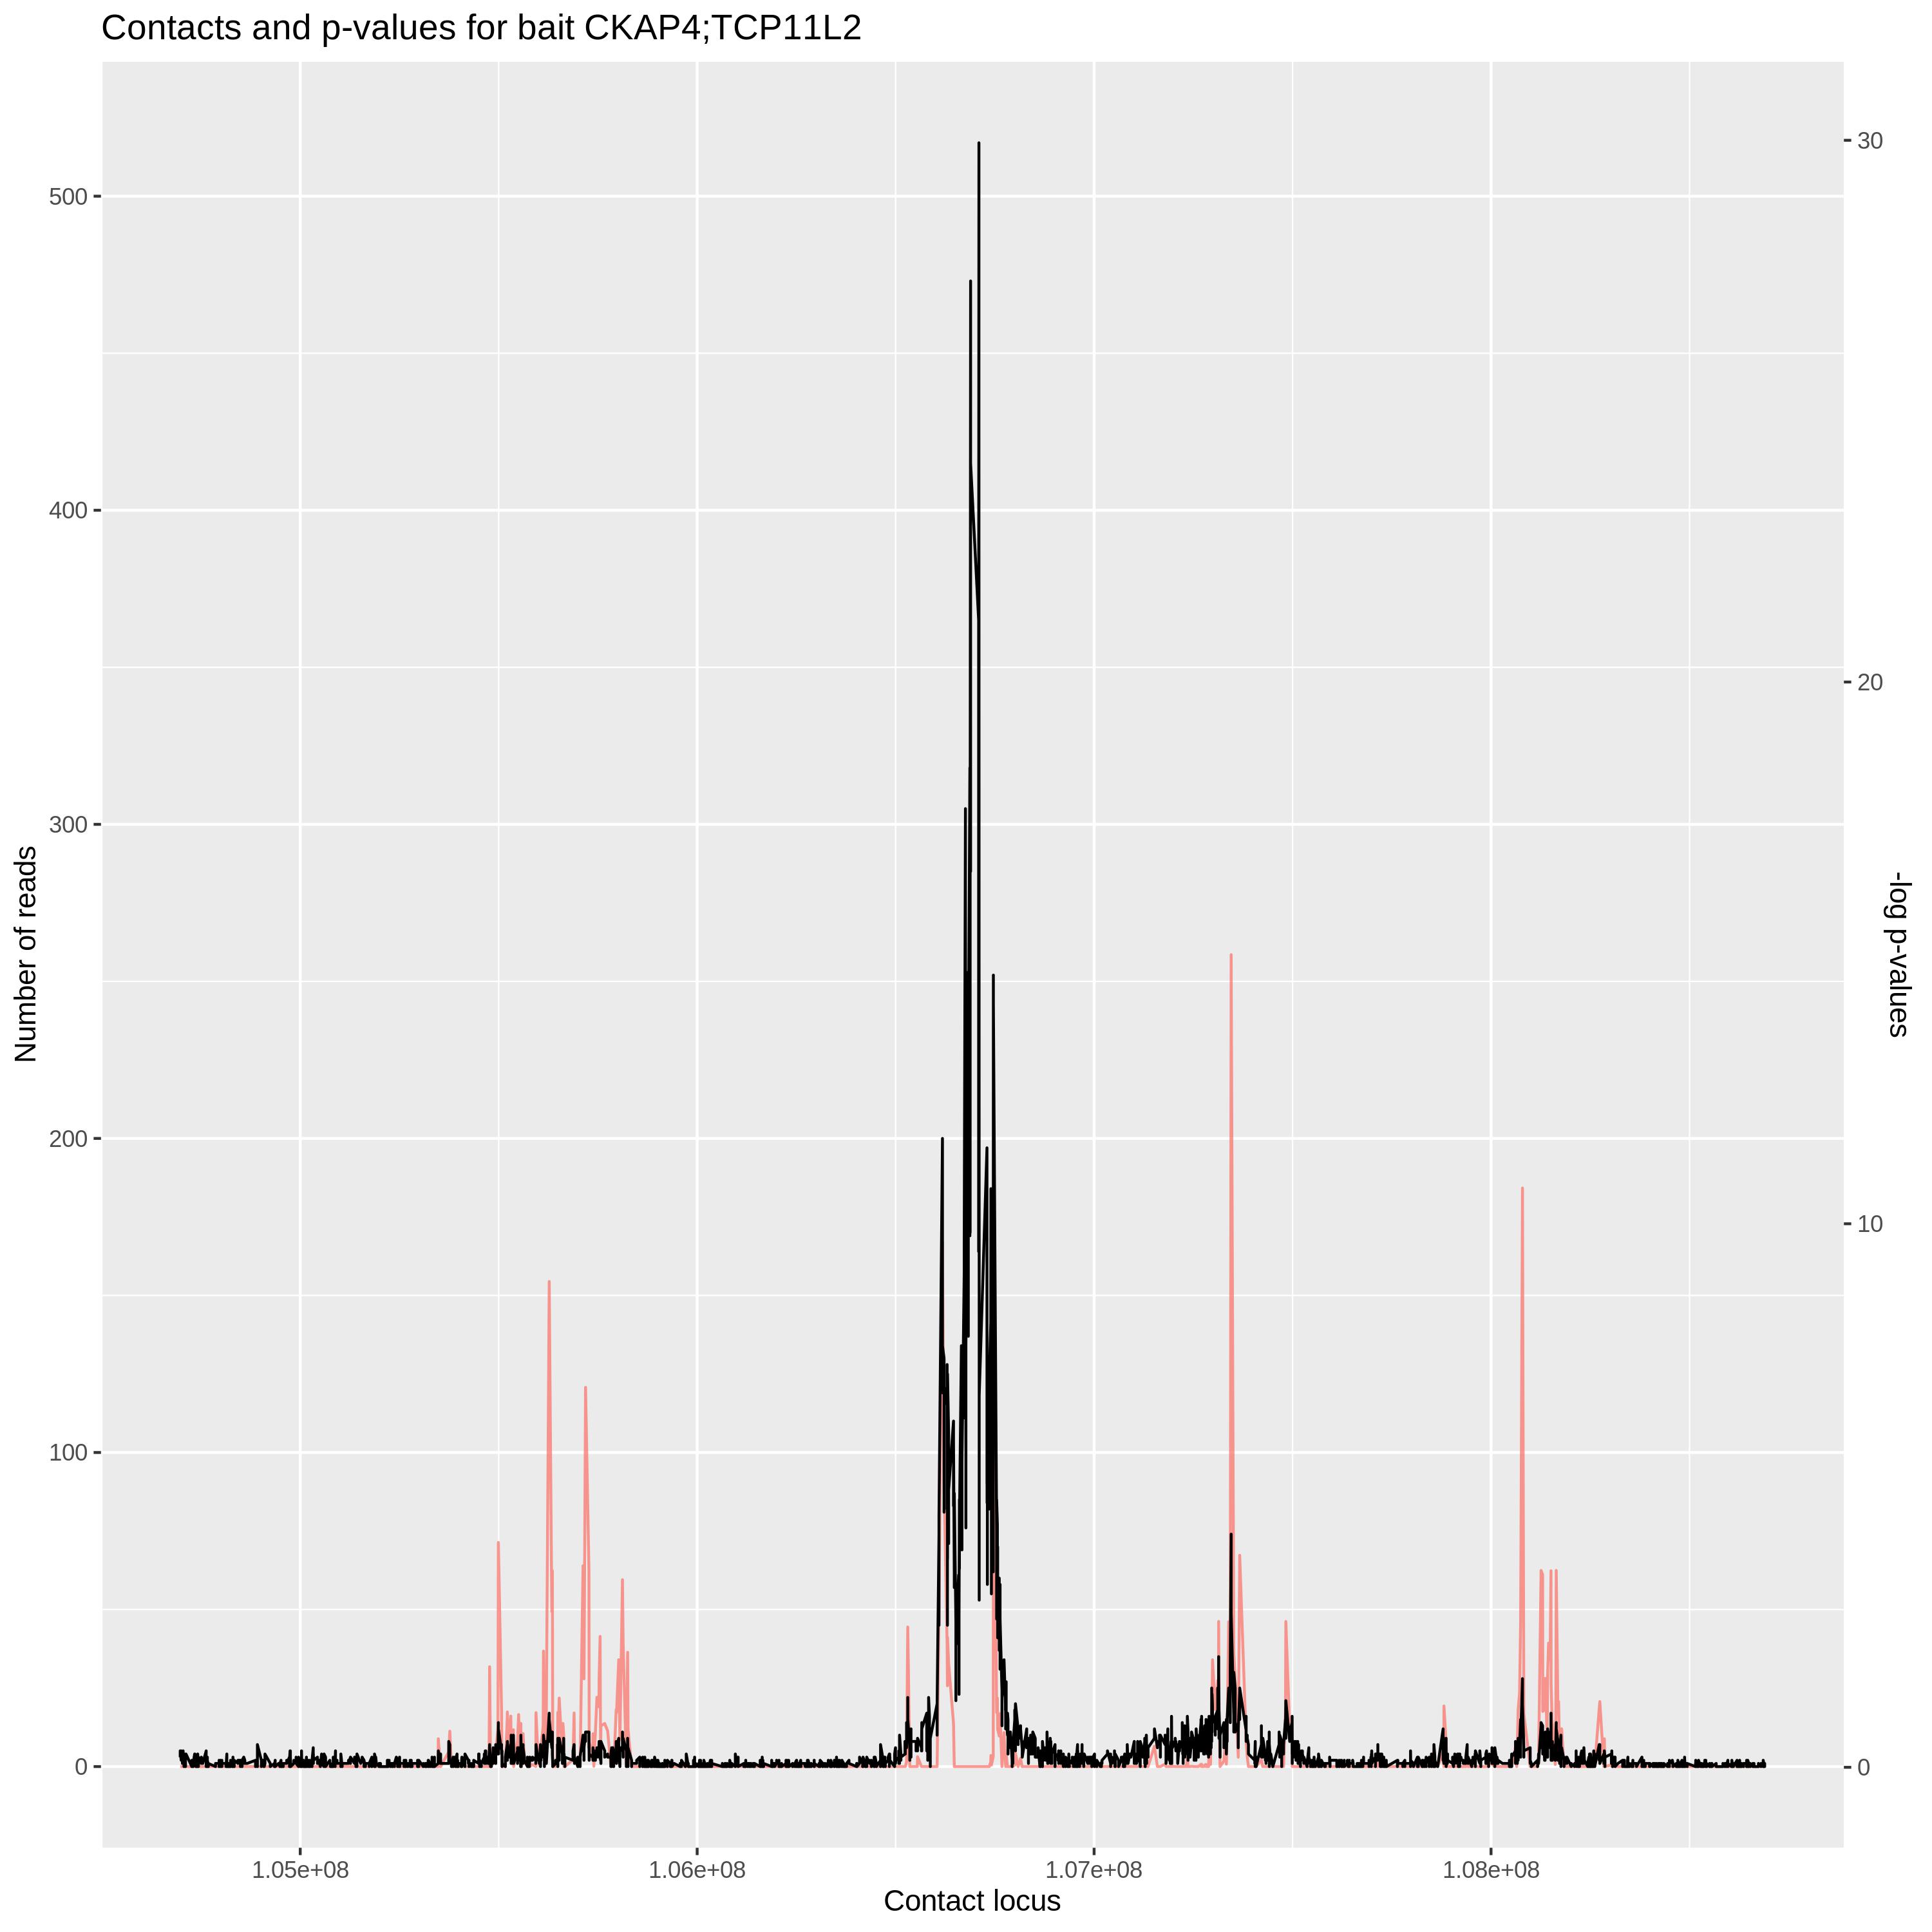 Contacts and p-values for bait CKAP4;TCP11L2
Number of reads
500
400
300
200
100
0
30
20
10
0
-log p-values
1.05e+08
1.06e+08
1.07e+08
1.08e+08
Contact locus